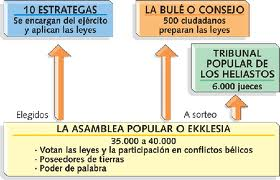 10 ESTRATEGAS
Se encargan del ejército
y aplican las leyes
LA BULÉ O CONSEJO
500 ciudadanos
preparan las leyes
TRIBUNAL
POPULAR DE
LOS HELIASTOS
6.000 jueces
Elegidos
A sorteo
LA ASAMBLEA POPULAR O EKKLESIA
35.000 a 40.000
- Votan las leyes y la participación en conflictos bélicos
- Poseedores de tierras
- Poder de palabra